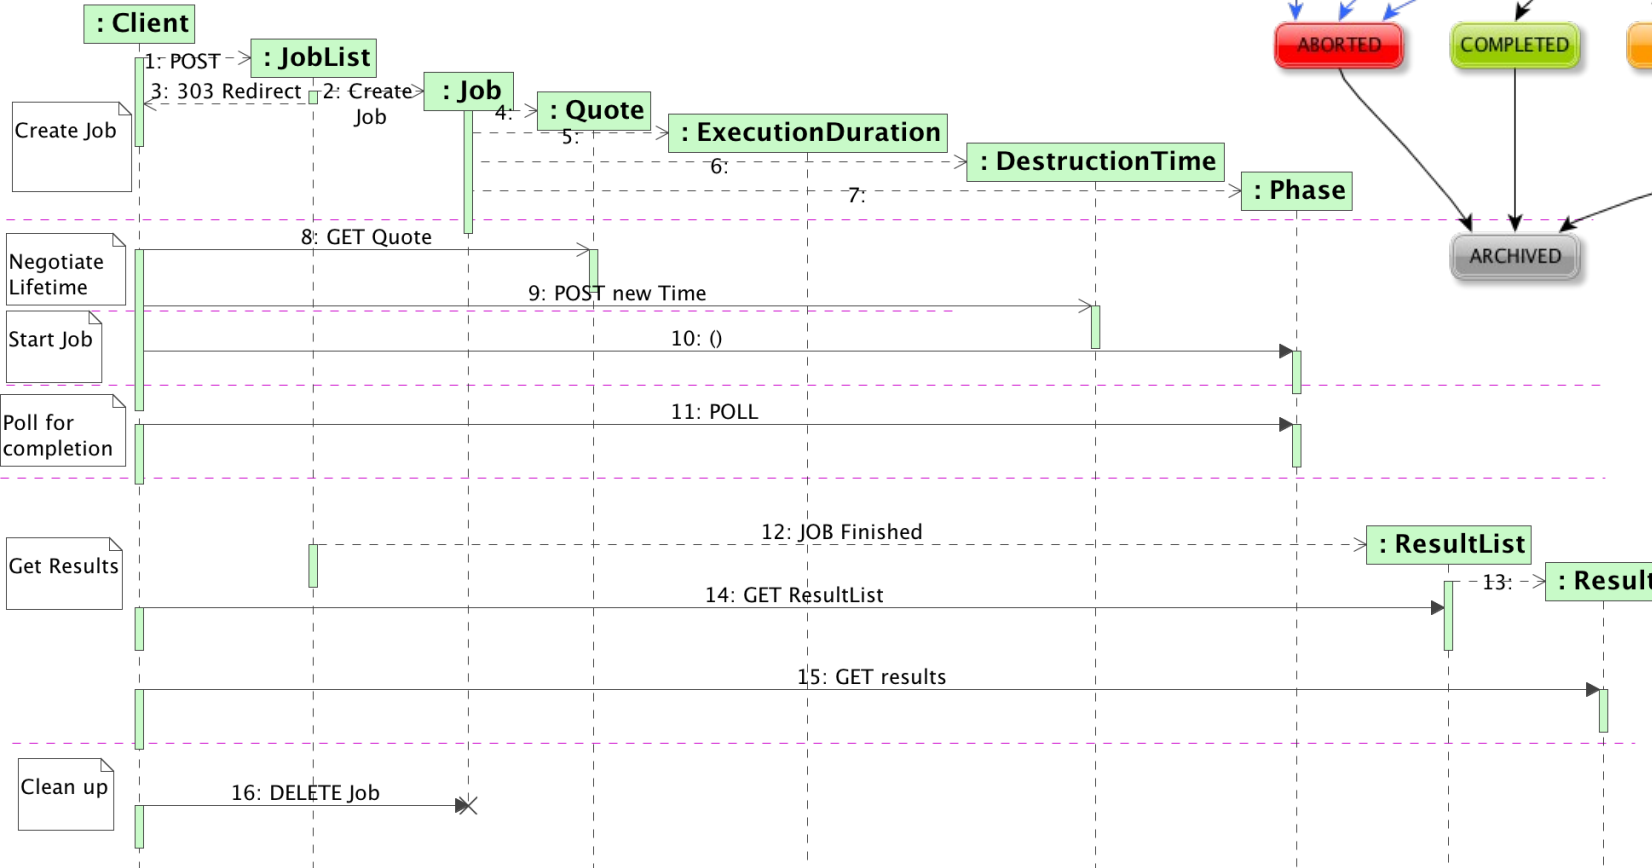 : Client
ABORTED
COMPLETED
1: POST
: JobList
3: 303 Redirect
2: Create
Job
: Job
4:
: Quote
Create Job
5:
: ExecutionDuration
6:
: DestructionTime
7:
: Phase
8: GET Quote
Negotiate
Lifetime
ARCHIVED
9: POST new Time
Start Job
10: ()
11: POLL
Poll for
completion
12: JOB Finished
: ResultList
Get Results
13:
: Result
14: GET ResultList
15: GET results
Clean up
16: DELETE Job